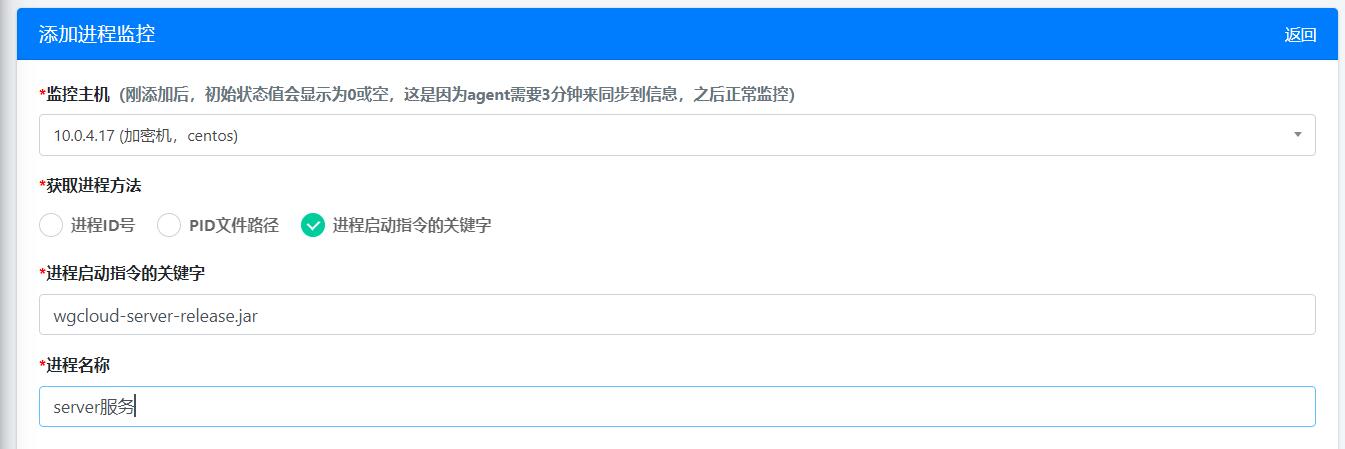 添加进程监控 返回
*监控主机（刚添加后，初始状态值会显示为0或空，这是因为agent需要3分钟来同步到信息，之后正常监控）
10.0.4.17 (加密机，centos)
*获取进程方法
进程ID号 PID文件路径 进程启动指令的关键字
*进程启动指令的关键字
wgcloud-server-release.jar
*进程名称
server服务